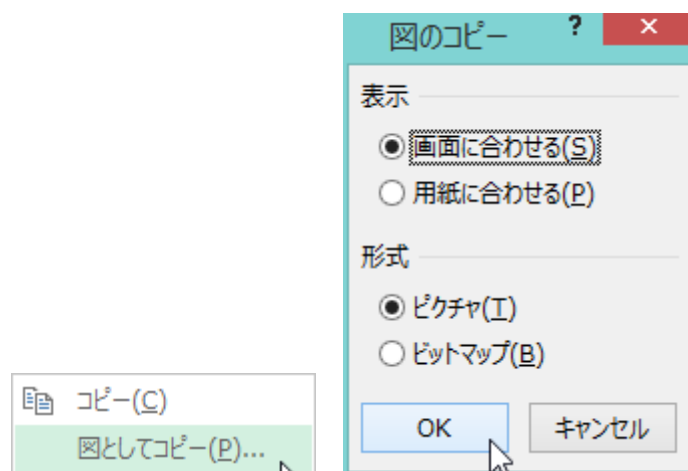 コピー(C)
図としてコピー(P)...
図のコピー ? ×
表示
画面に合わせる(S)
用紙に合わせる(P)
形式
ピクチャ(T)
ビットマップ(B)
OK キャンセル